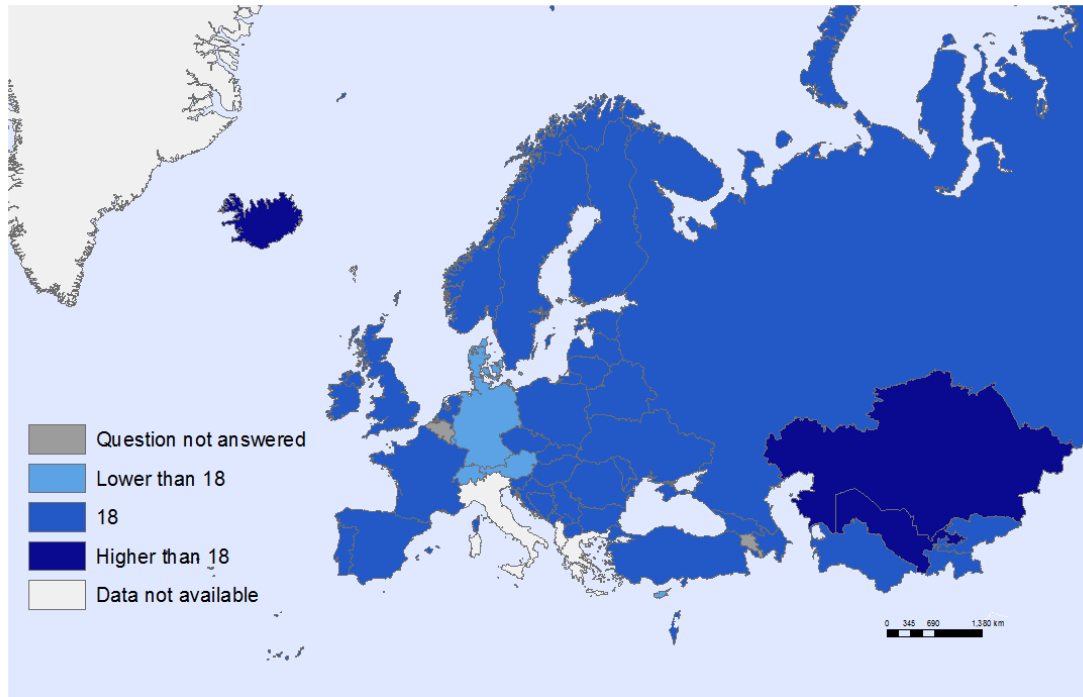 Question not answered
Lower than 18
18
Higher than 18
Data not available
0 345 690 1,380 km